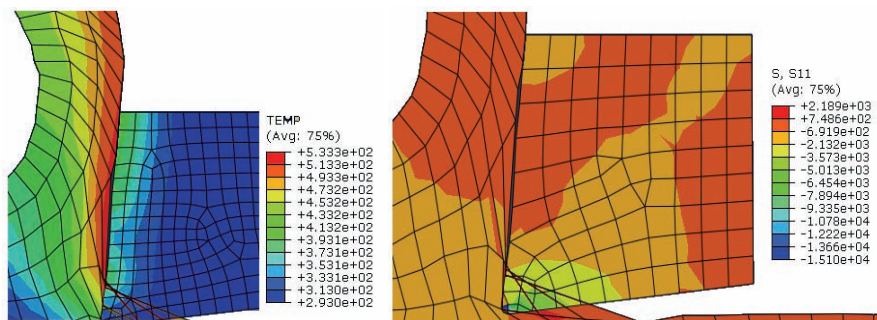 TEMP
(Avg: 75%)
+5.333e+02
+5.133e+02
+4.933e+02
+4.732e+02
+4.532e+02
+4.332e+02
+4.132e+02
+3.931e+02
+3.731e+02
+3.531e+02
+3.331e+02
+3.130e+02
+2.930e+02
S, S11
(Avg: 75%)
+2.189e+03
+7.486e+02
-6.919e+02
-2.132e+03
-3.573e+03
-5.013e+03
-6.454e+03
-7.894e+03
-9.335e+03
-1.078e+04
-1.222e+04
-1.366e+04
-1.510e+04